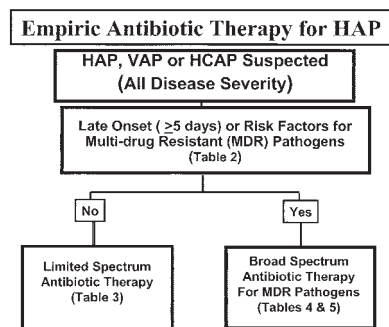 Empiric Antibiotic Therapy for HAP
HAP, VAP or HCAP Suspected
(All Disease Severity)
Late Onset ( ≥5 days) or Risk Factors for
Multi-drug Resistant (MDR) Pathogens
(Table 2)
No
Yes
Limited Spectrum
Antibiotic Therapy
(Table 3)
Broad Spectrum
Antibiotic Therapy
For MDR Pathogens
(Tables 4 & 5)